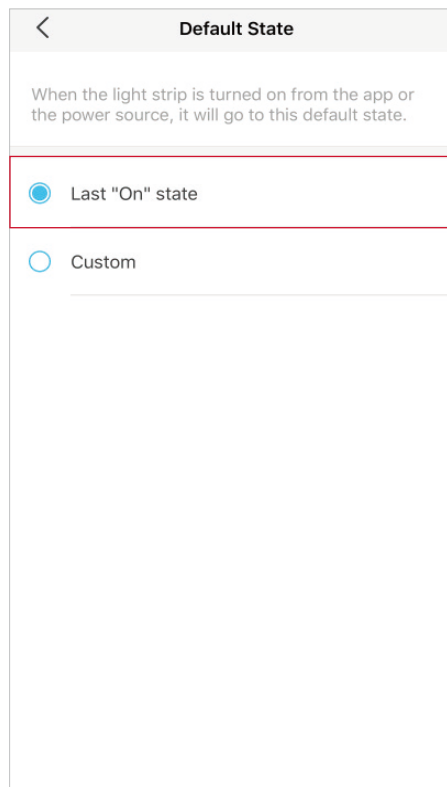 Default State
When the light strip is turned on from the app or
the power source, it will go to this default state.
Last "On" state
Custom